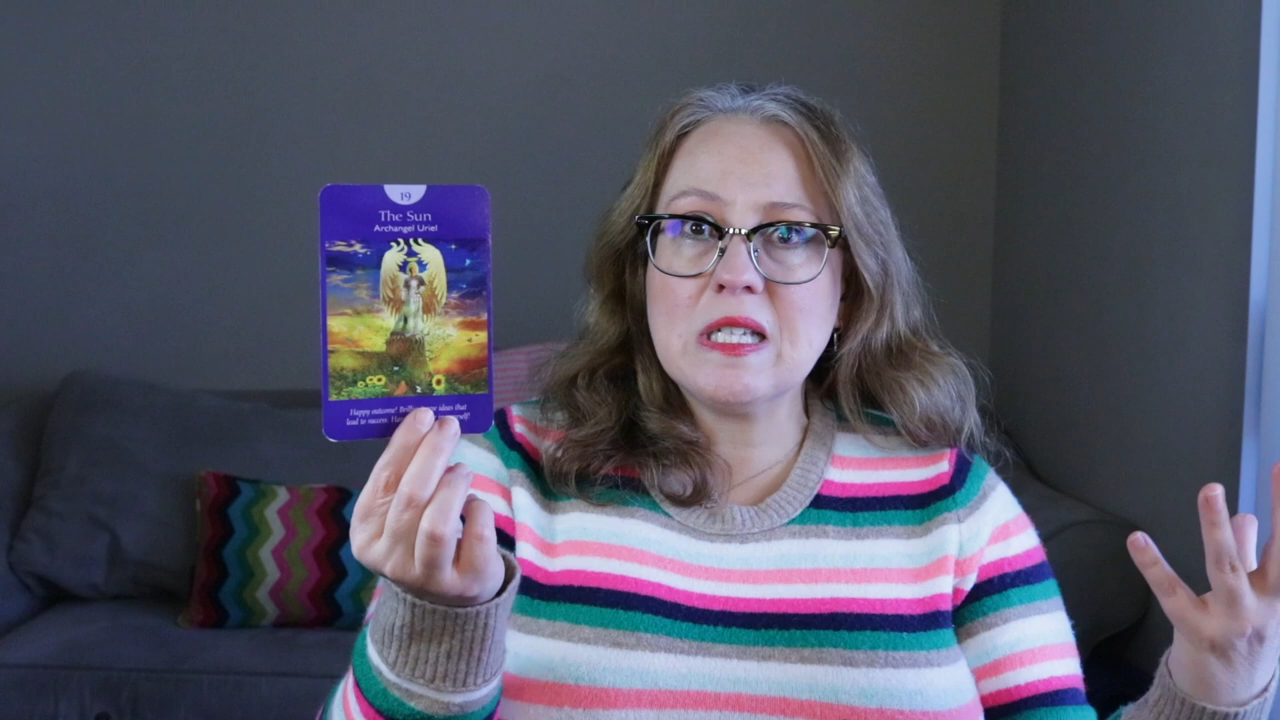 19
The Sun
Archangel Uriel
Happy outcome! ideas that
lead to success.